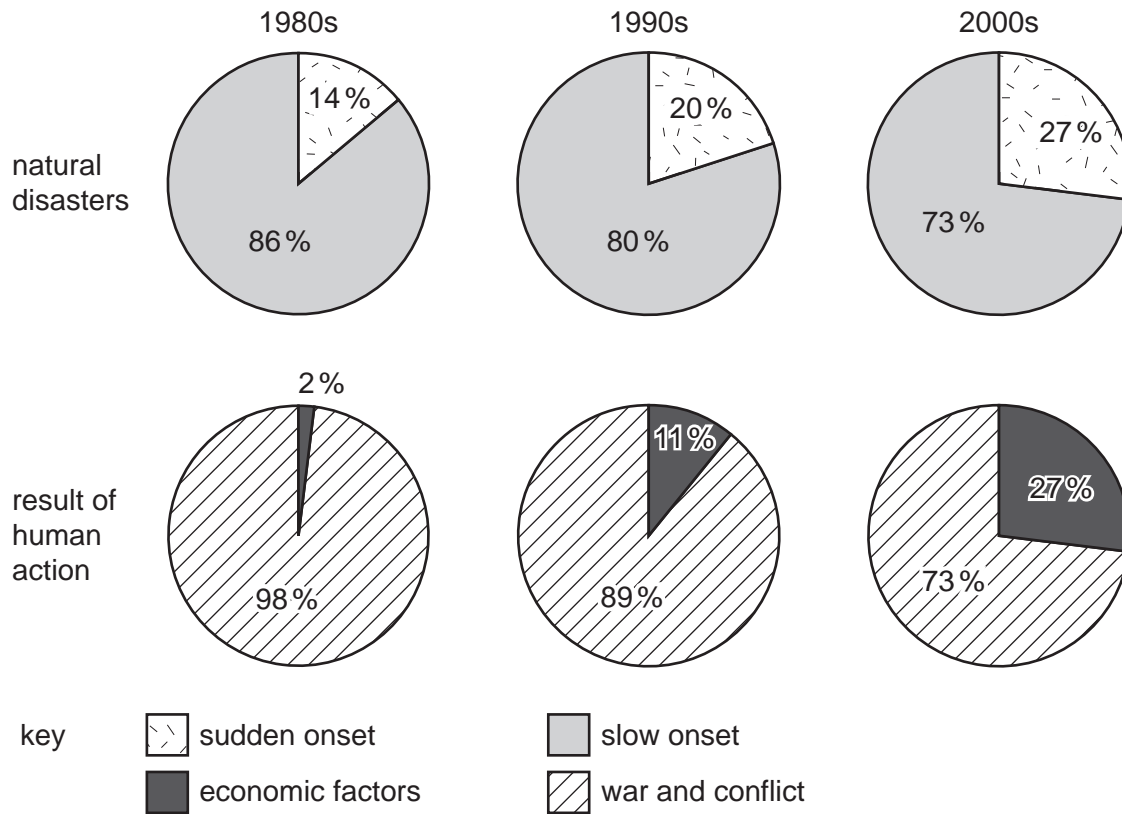 1980s
1990s
2000s
natural
disasters
14 %
86 %
20 %
80 %
27 %
73 %
result of
human
action
2 %
98 %
11 %
89 %
27 %
73 %
key
sudden onset
slow onset
economic factors
war and conflict